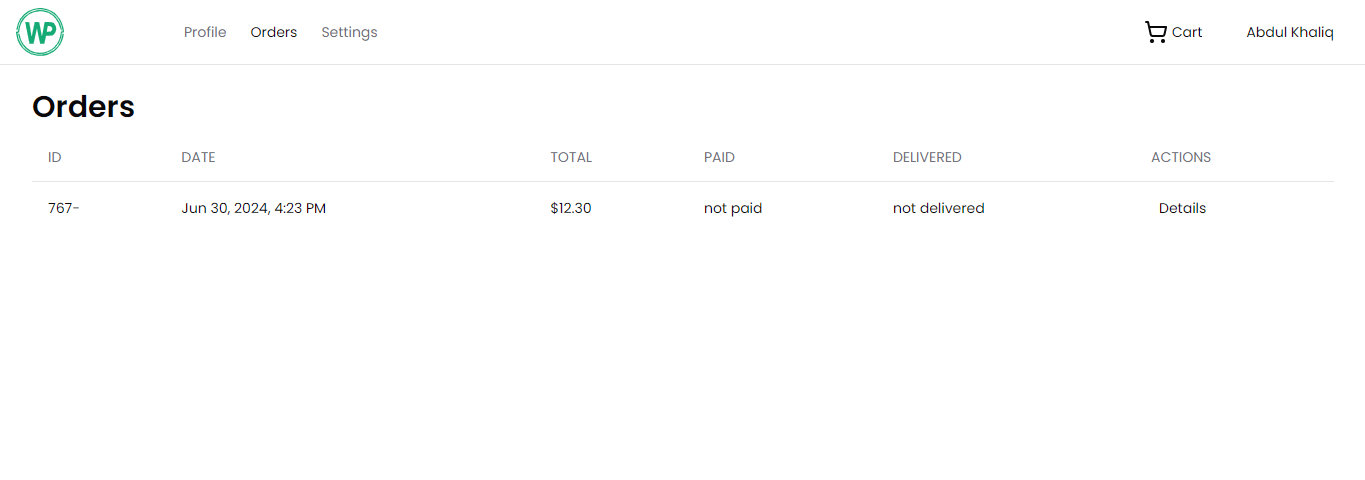 WP Profile Orders Settings Cart Abdul Khaliq
Orders
ID DATE TOTAL PAID DELIVERED ACTIONS
767- Jun 30, 2024, 4:23 PM $12.30 not paid not delivered Details